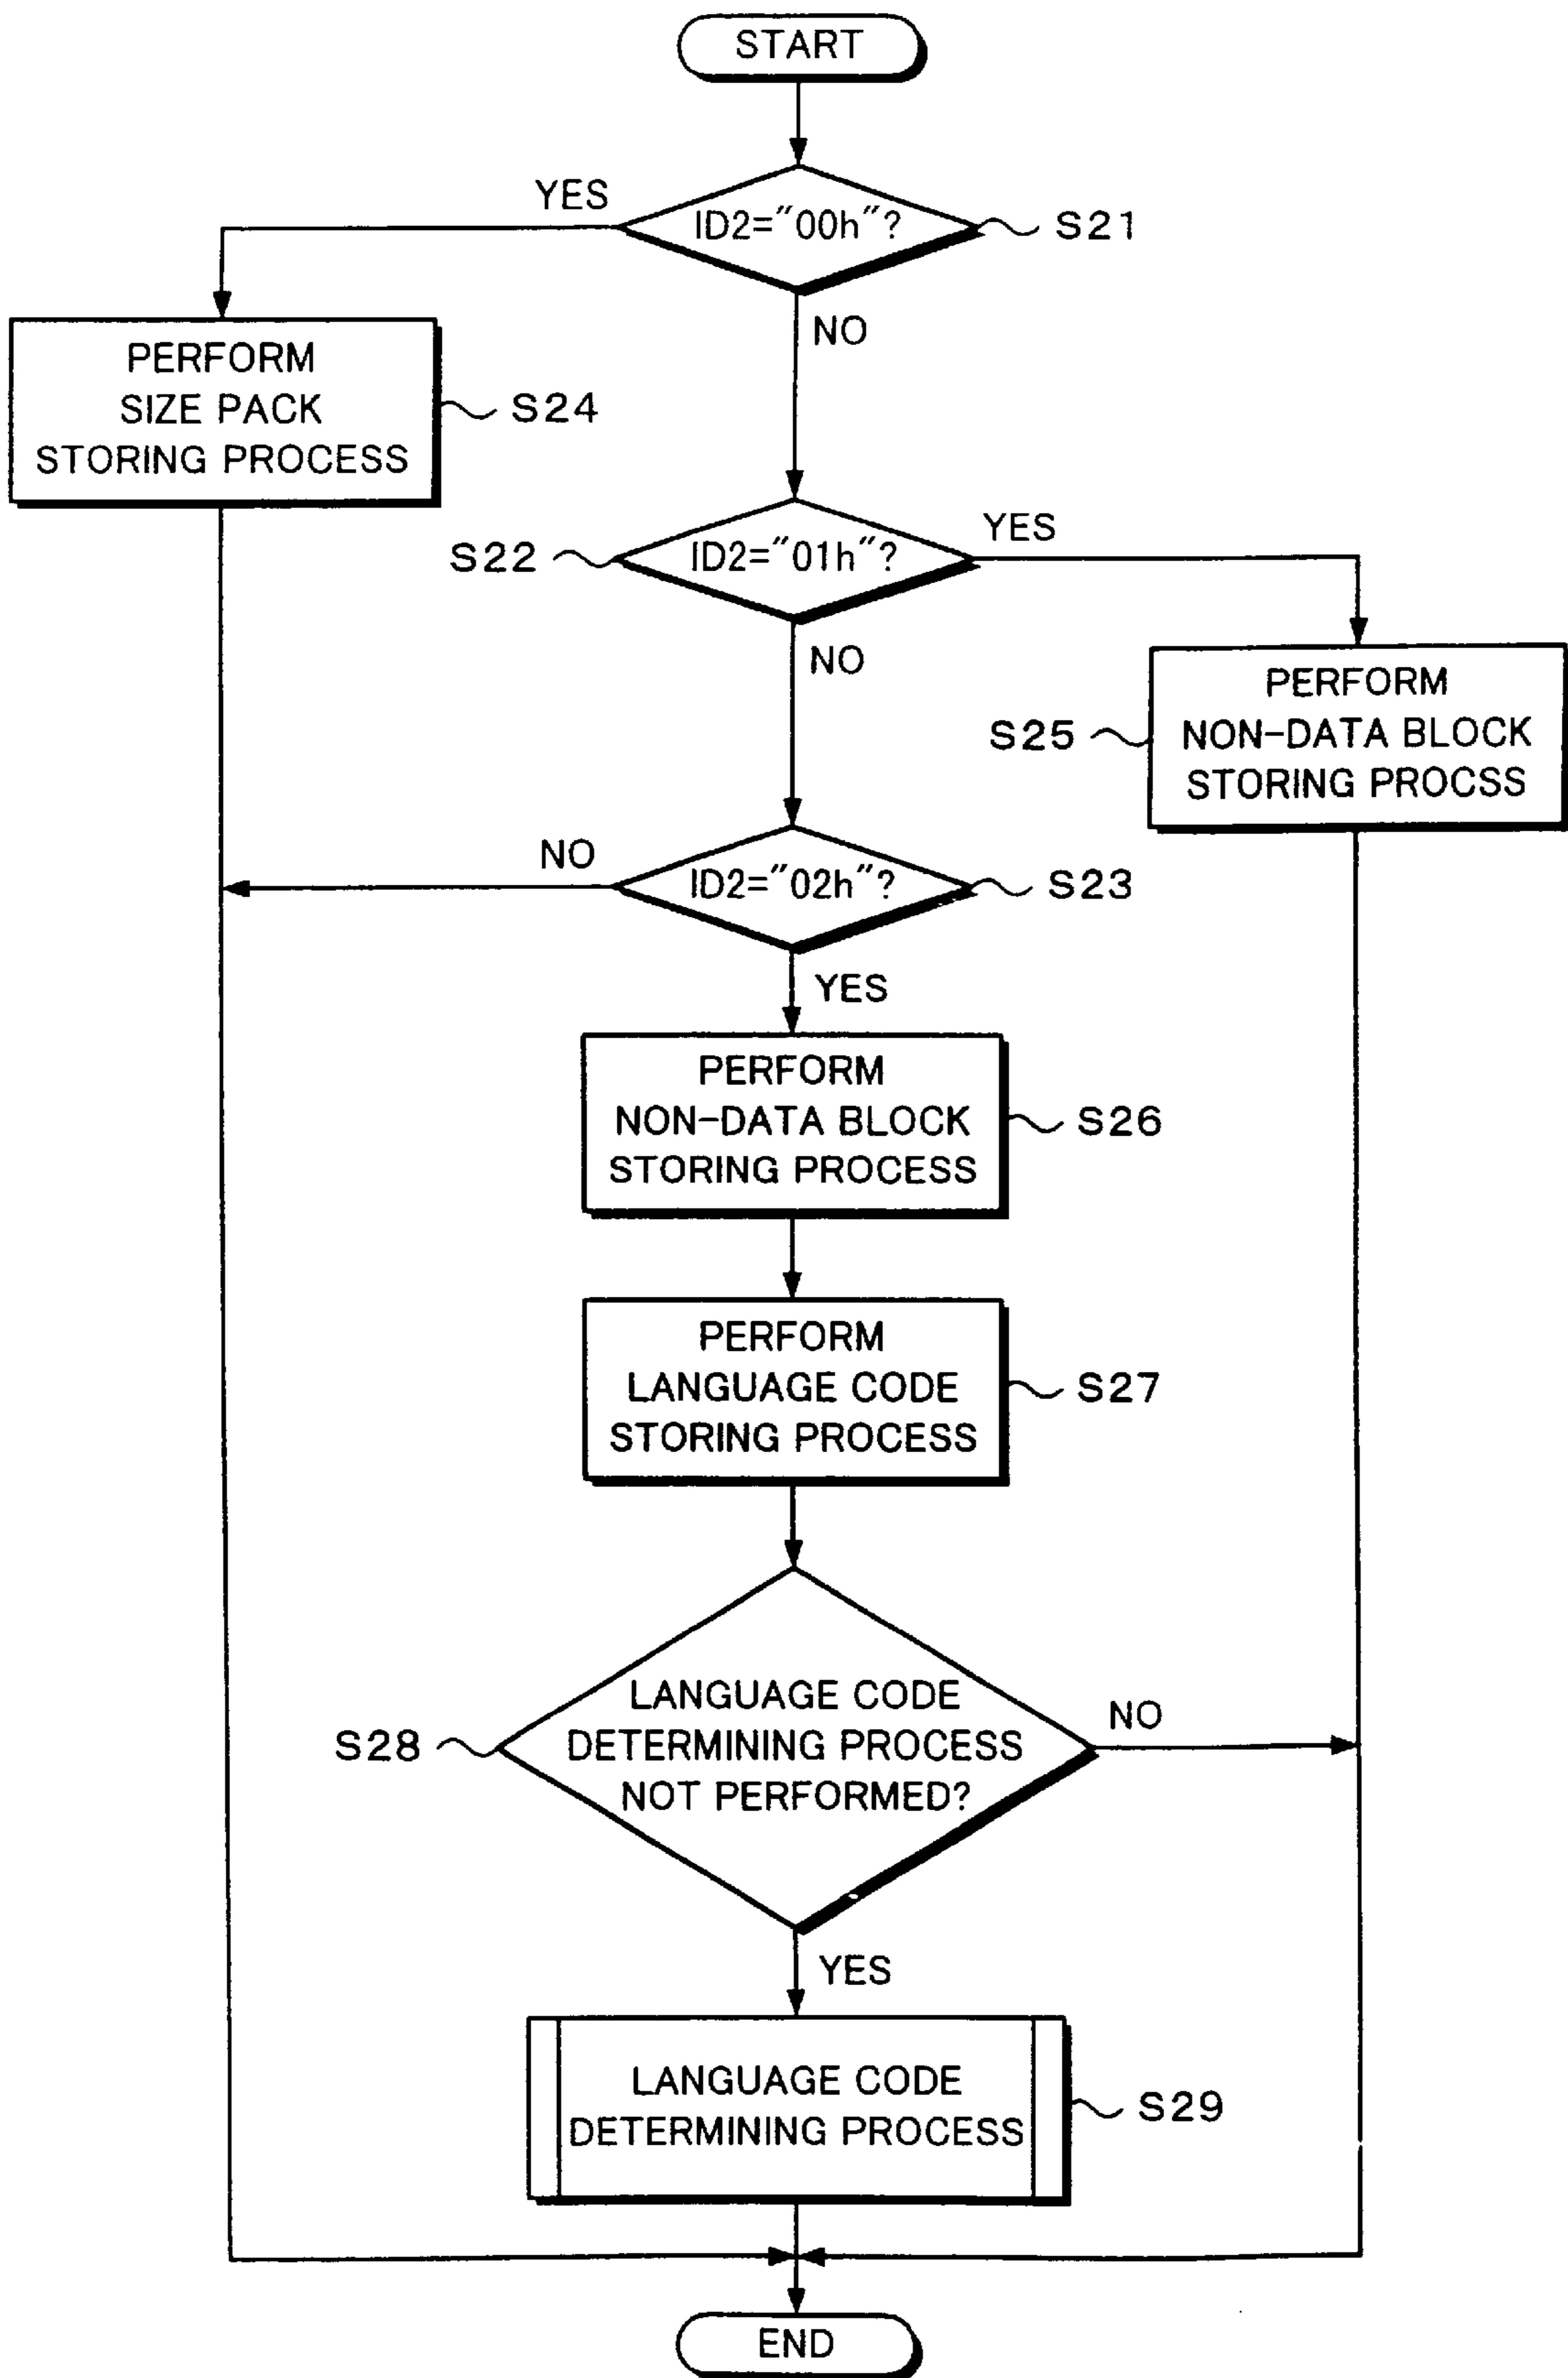 START
YES
ID2="00h"?
S21
NO
PERFORM
SIZE PACK
STORING PROCESS
S24
S22
ID2="01h"?
YES
NO
PERFORM
NON-DATA BLOCK
STORING PROCSS
S25
NO
ID2="02h"?
S23
YES
PERFORM
NON-DATA BLOCK
STORING PROCESS
S26
PERFORM
LANGUAGE CODE
STORING PROCESS
S27
S28
LANGUAGE CODE
DETERMINING PROCESS
NOT PERFORMED?
NO
YES
LANGUAGE CODE
DETERMINING PROCESS
S29
END